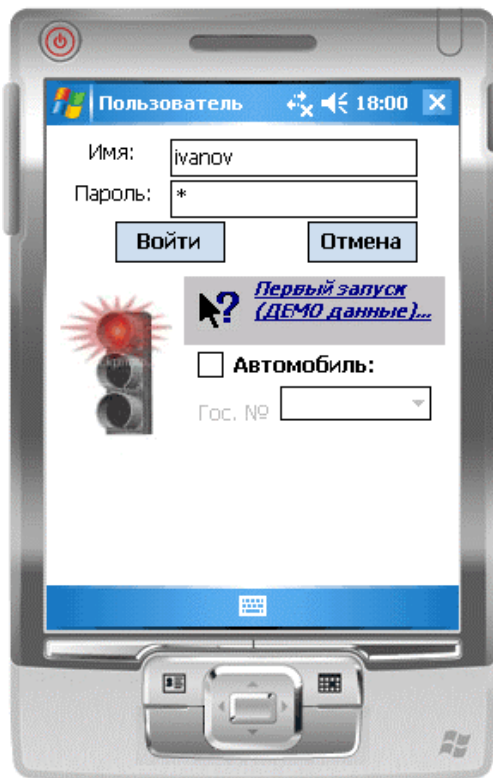 Пользователь 18:00
Имя: ivanov
Пароль: *
Войти Отмена
Первый запуск
(ДЕМО данные)...
Автомобиль:
Гос. №